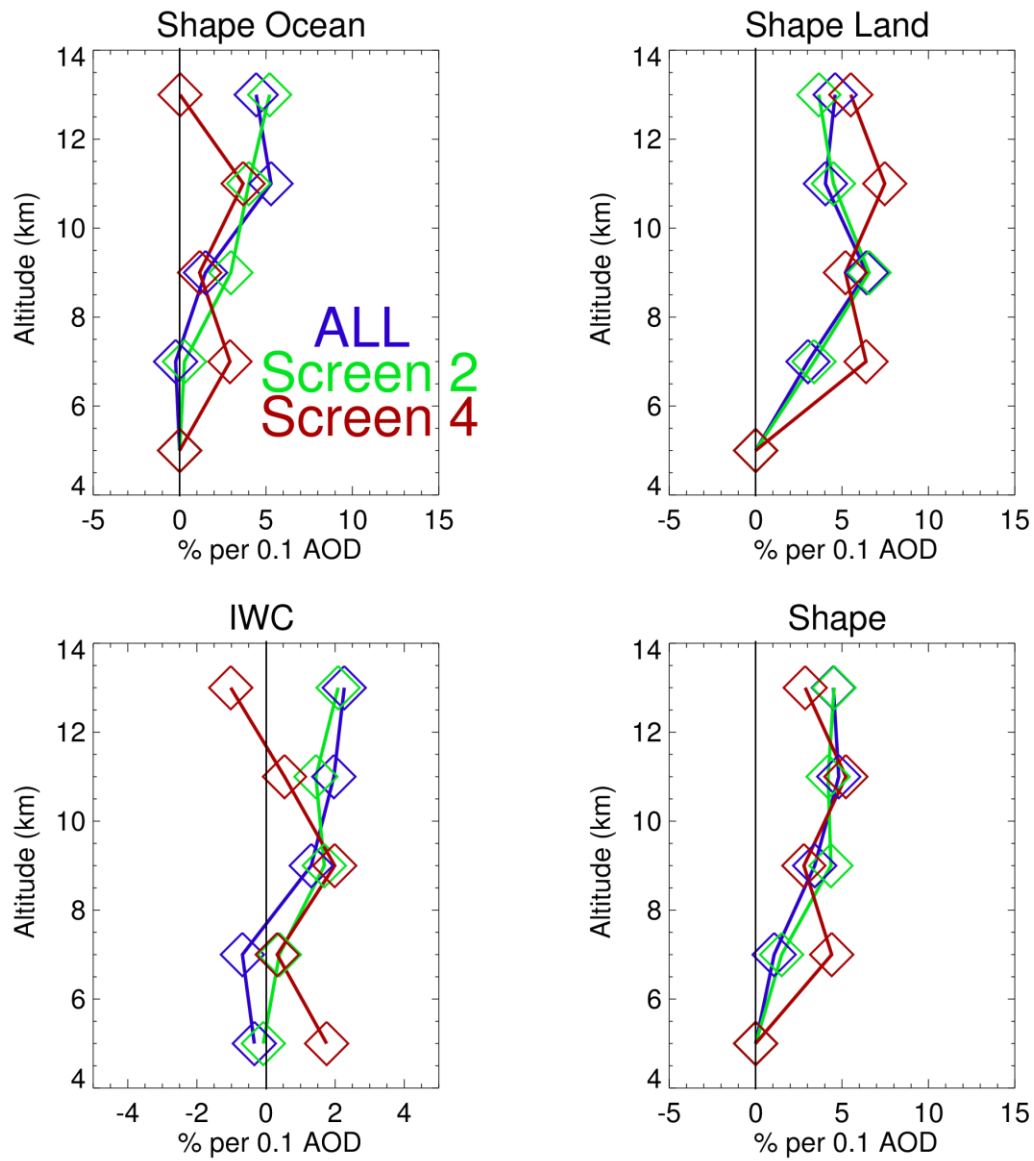 Shape Ocean
14
12
10
8
6
4
Altitude (km)
-5 0 5 10 15
% per 0.1 AOD
ALL
Screen 2
Screen 4
Shape Land
14
12
10
8
6
4
Altitude (km)
-5 0 5 10 15
% per 0.1 AOD
IWC
14
12
10
8
6
4
Altitude (km)
-4 -2 0 2 4
% per 0.1 AOD
Shape
14
12
10
8
6
4
Altitude (km)
-5 0 5 10 15
% per 0.1 AOD